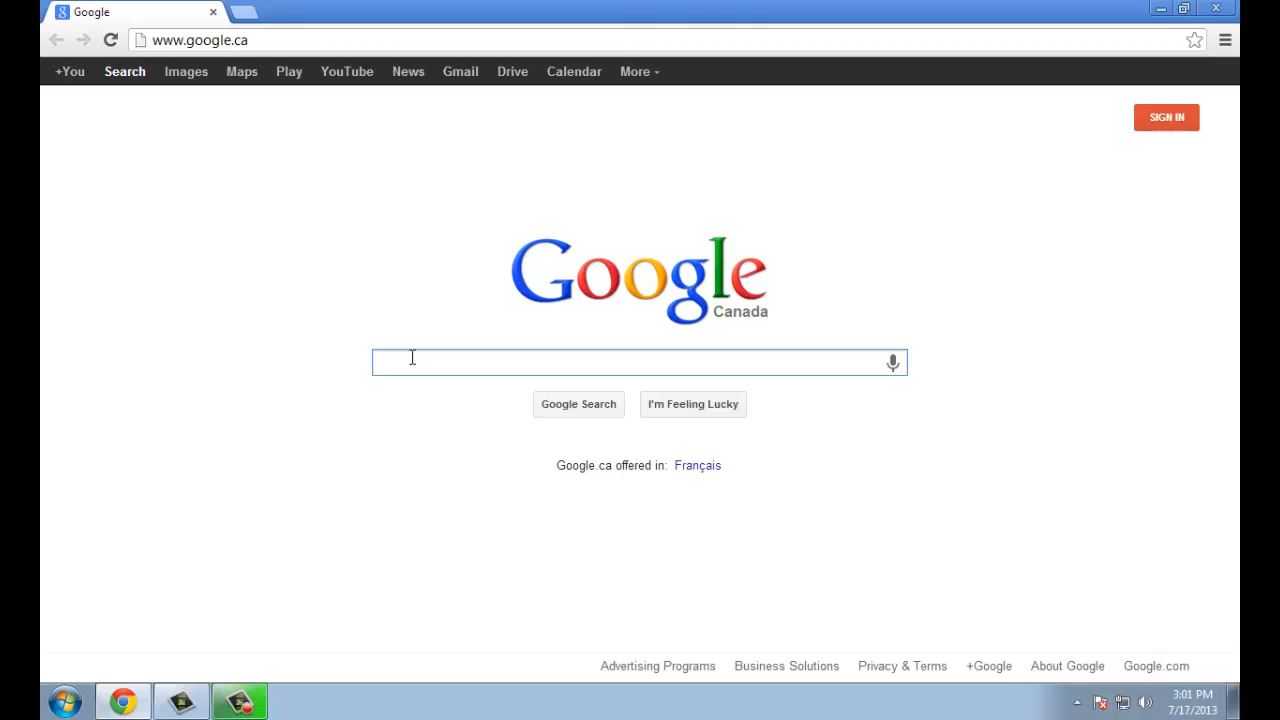 Google
www.google.ca
+You Search Images Maps Play YouTube News Gmail Drive Calendar More
SIGN IN
Google
Canada
Google Search I'm Feeling Lucky
Google.ca offered in: Français
Advertising Programs Business Solutions Privacy & Terms +Google About Google Google.com
3:01 PM
7/17/2013